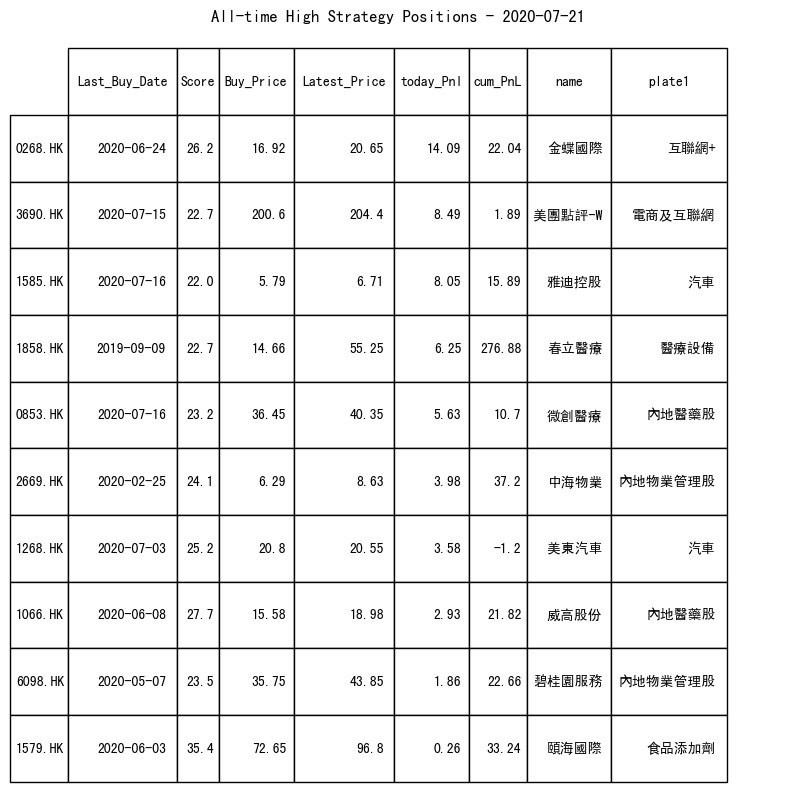 All-time High Strategy Positions - 2020-07-21
Last_Buy_Date Score Buy_Price Latest_Price today_Pnl cum_PnL name plate1
0268.HK 2020-06-24 26.2 16.92 20.65 14.09 22.04 金蝶國際 互聯網+
3690.HK 2020-07-15 22.7 200.6 204.4 8.49 1.89 美團點評-W 電商及互聯網
1585.HK 2020-07-16 22.0 5.79 6.71 8.05 15.89 雅迪控股 汽車
1858.HK 2019-09-09 22.7 14.66 55.25 6.25 276.88 春立醫療 醫療設備
0853.HK 2020-07-16 23.2 36.45 40.35 5.63 10.7 微創醫療 內地醫藥股
2669.HK 2020-02-25 24.1 6.29 8.63 3.98 37.2 中海物業 內地物業管理股
1268.HK 2020-07-03 25.2 20.8 20.55 3.58 -1.2 美東汽車 汽車
1066.HK 2020-06-08 27.7 15.58 18.98 2.93 21.82 威高股份 內地醫藥股
6098.HK 2020-05-07 23.5 35.75 43.85 1.86 22.66 碧桂園服務 內地物業管理股
1579.HK 2020-06-03 35.4 72.65 96.8 0.26 33.24 頤海國際 食品添加劑